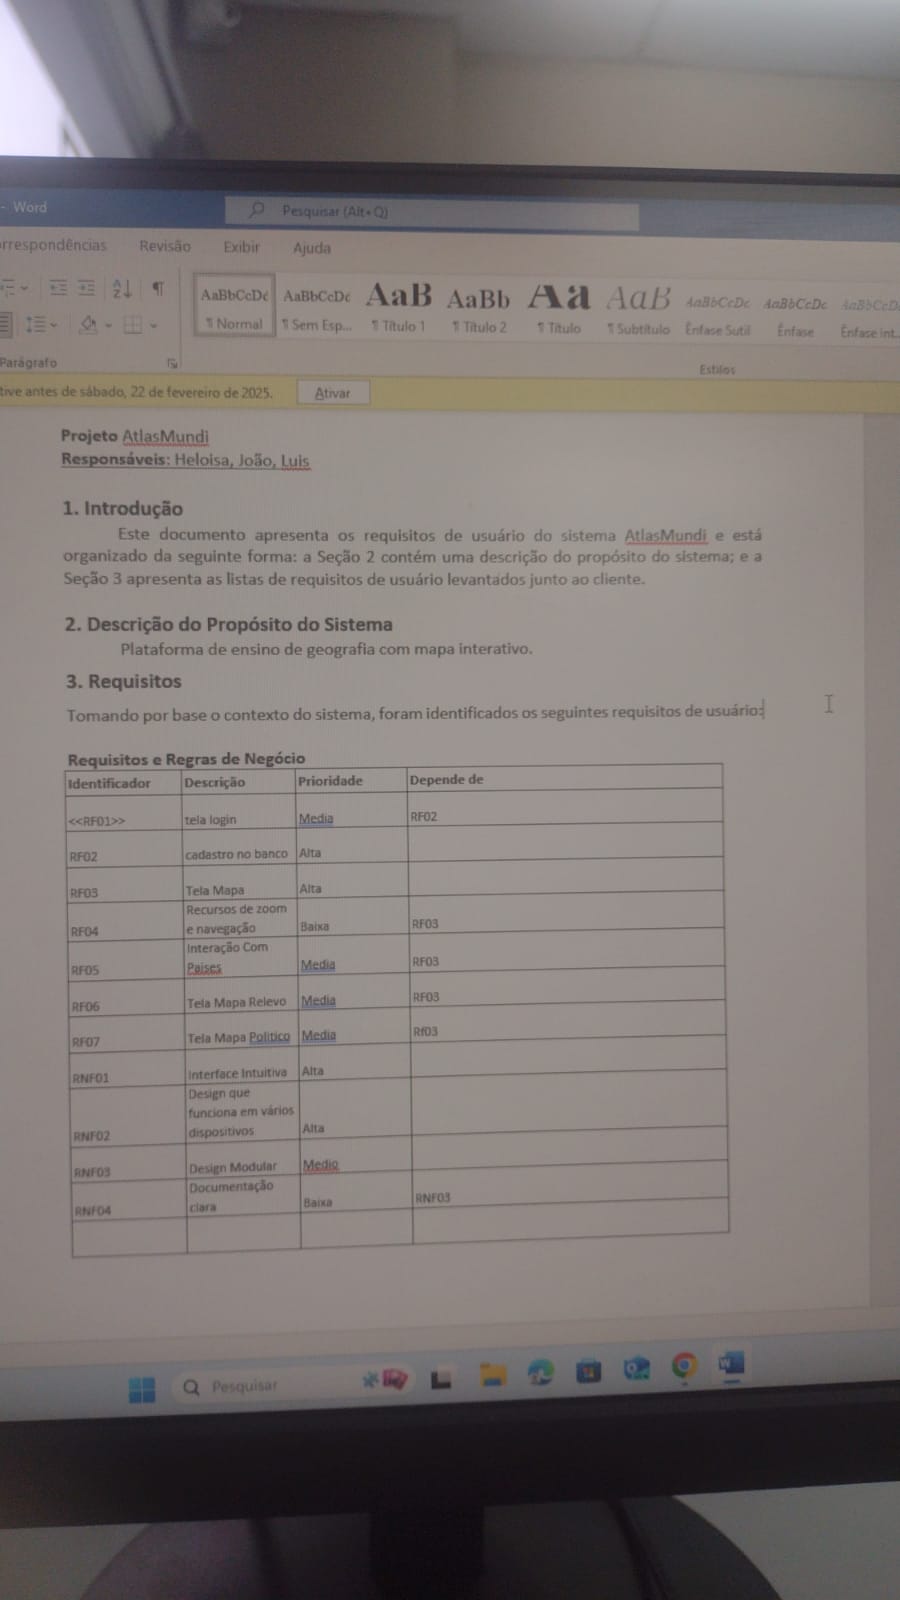 - Word
Pesquisar (Alt+Q)
Revisão Exibir Ajuda
AaBbCcDc AaBbCcDc AaB AaBb Aa AaB AaBbCcDc AaBbCcDc AaBbCcD
¶ Normal ¶ Sem Esp... ¶ Título 1 ¶ Título 2 ¶ Título ¶ Subtítulo Ênfase Sutil Ênfase Ênfase int...
Parágrafo Estilos
tive antes de sábado, 22 de fevereiro de 2025. Ativar
Projeto AtlasMundi
Responsáveis: Heloisa, João, Luis
1. Introdução
Este documento apresenta os requisitos de usuário do sistema AtlasMundi e está
organizado da seguinte forma: a Seção 2 contém uma descrição do propósito do sistema; e a
Seção 3 apresenta as listas de requisitos de usuário levantados junto ao cliente.
2. Descrição do Propósito do Sistema
Plataforma de ensino de geografia com mapa interativo.
3. Requisitos
Tomando por base o contexto do sistema, foram identificados os seguintes requisitos de usuário:
Requisitos e Regras de Negócio
Identificador Descrição Prioridade Depende de
<<RF01>> tela login Media RF02
RF02 cadastro no banco Alta
RF03 Tela Mapa Alta
Recursos de zoom
RF04 e navegação Baixa RF03
Interação Com
RF05 Paises Media RF03
RF06 Tela Mapa Relevo Media RF03
RF07 Tela Mapa Politico Media Rf03
RNF01 Interface Intuitiva Alta
Design que
funciona em vários
RNF02 dispositivos Alta
RNF03 Design Modular Medio
Documentação
RNF04 clara Baixa RNF03
Pesquisar